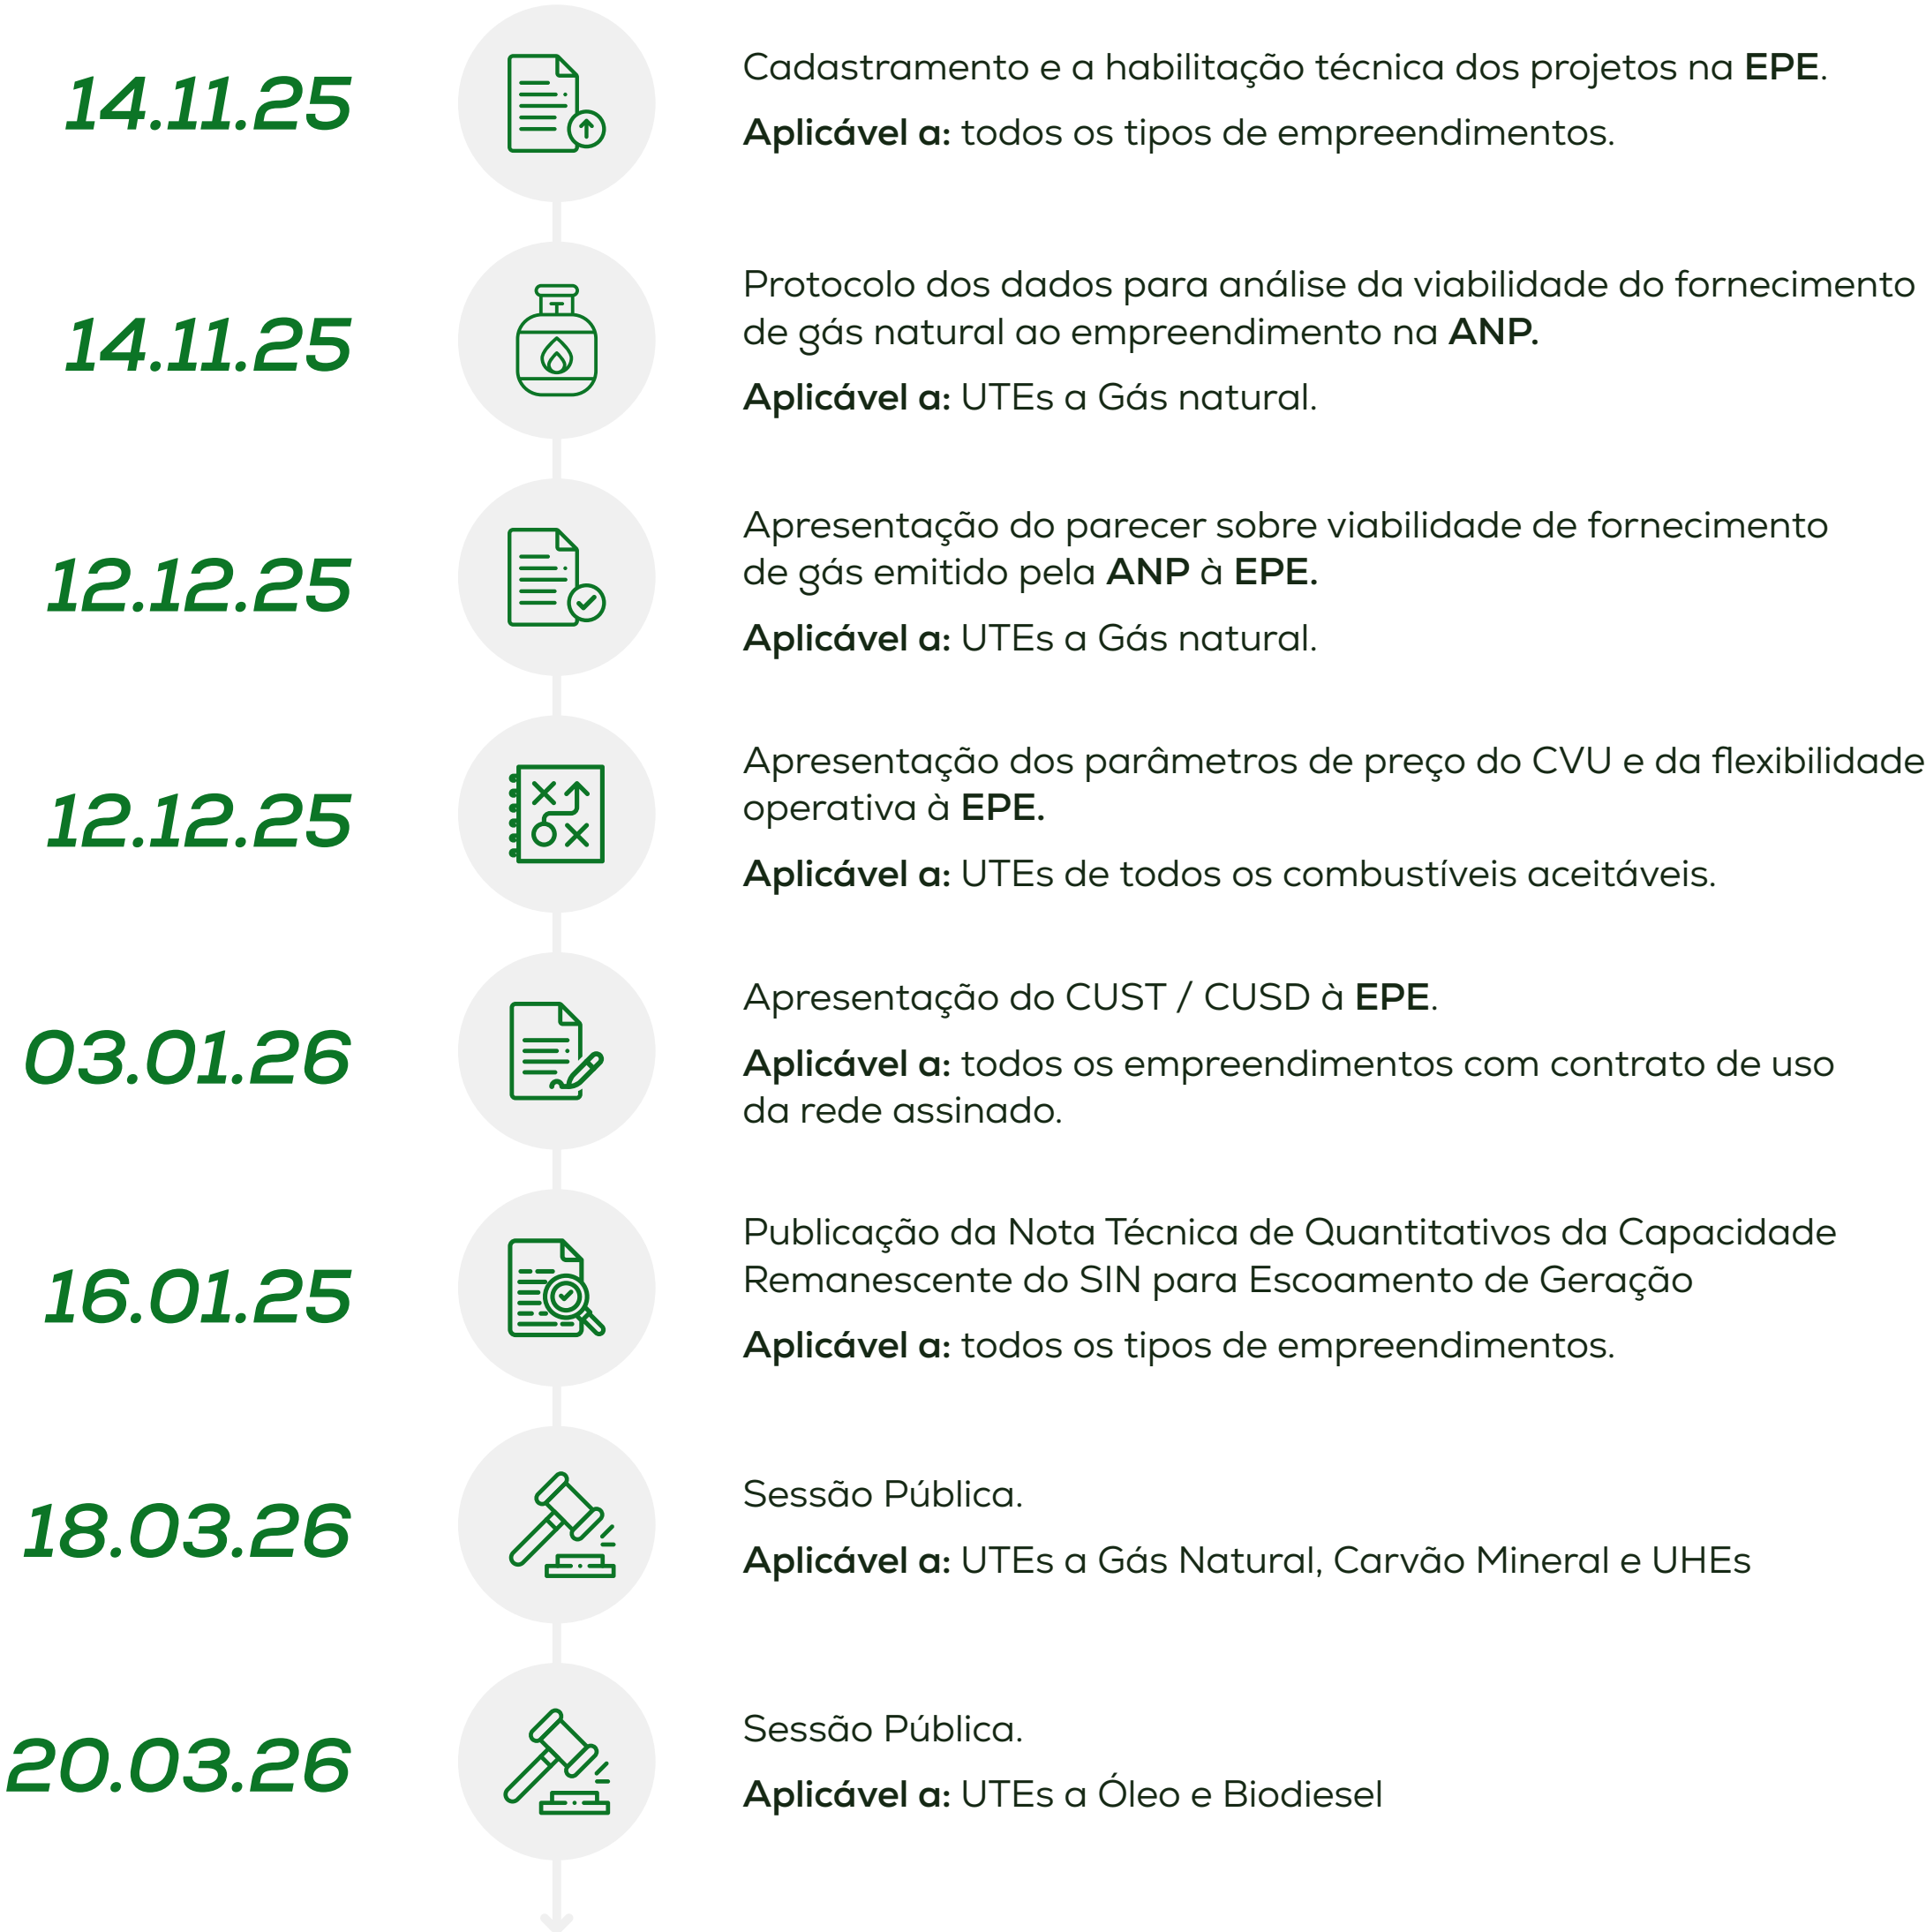 14.11.25
Cadastramento e a habilitação técnica dos projetos na EPE.
Aplicável a: todos os tipos de empreendimentos.
14.11.25
Protocolo dos dados para análise da viabilidade do fornecimento
de gás natural ao empreendimento na ANP.
Aplicável a: UTEs a Gás natural.
12.12.25
Apresentação do parecer sobre viabilidade de fornecimento
de gás emitido pela ANP à EPE.
Aplicável a: UTEs a Gás natural.
12.12.25
Apresentação dos parâmetros de preço do CVU e da flexibilidade
operativa à EPE.
Aplicável a: UTEs de todos os combustíveis aceitáveis.
03.01.26
Apresentação do CUST / CUSD à EPE.
Aplicável a: todos os empreendimentos com contrato de uso
da rede assinado.
16.01.25
Publicação da Nota Técnica de Quantitativos da Capacidade
Remanescente do SIN para Escoamento de Geração
Aplicável a: todos os tipos de empreendimentos.
18.03.26
Sessão Pública.
Aplicável a: UTEs a Gás Natural, Carvão Mineral e UHEs
20.03.26
Sessão Pública.
Aplicável a: UTEs a Óleo e Biodiesel